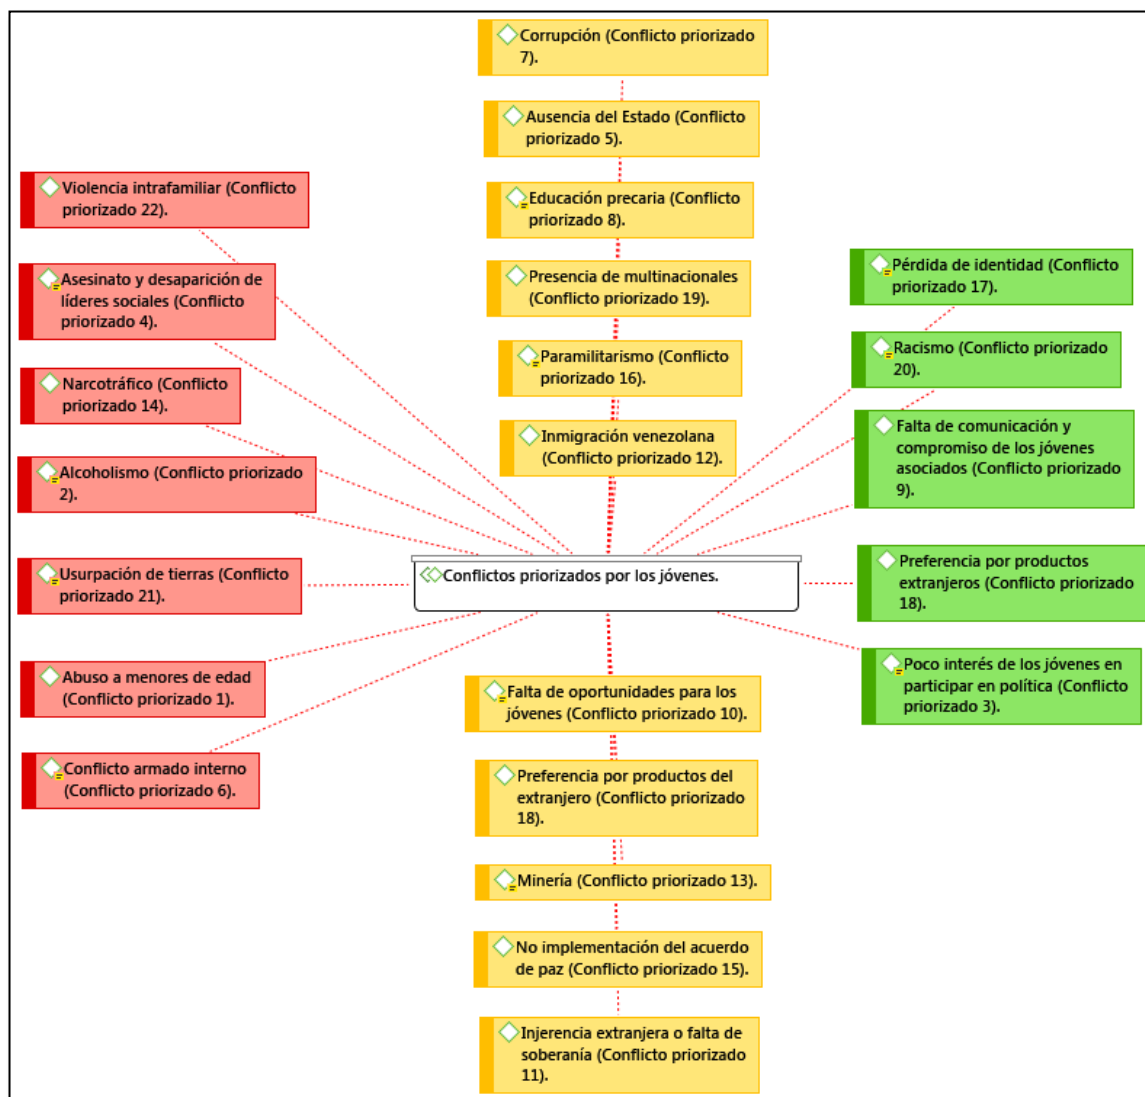 Corrupción (Conflicto priorizado
7).
Ausencia del Estado (Conflicto
priorizado 5).
Educación precaria (Conflicto
priorizado 8).
Presencia de multinacionales
(Conflicto priorizado 19).
Paramilitarismo (Conflicto
priorizado 16).
Inmigración venezolana
(Conflicto priorizado 12).
Violencia intrafamiliar (Conflicto
priorizado 22).
Asesinato y desaparición de
líderes sociales (Conflicto
priorizado 4).
Narcotráfico (Conflicto
priorizado 14).
Alcoholismo (Conflicto priorizado
2).
Usurpación de tierras (Conflicto
priorizado 21).
Abuso a menores de edad
(Conflicto priorizado 1).
Conflicto armado interno
(Conflicto priorizado 6).
Conflictos priorizados por los jóvenes.
Pérdida de identidad (Conflicto
priorizado 17).
Racismo (Conflicto priorizado
20).
Falta de comunicación y
compromiso de los jóvenes
asociados (Conflicto priorizado
9).
Preferencia por productos
extranjeros (Conflicto priorizado
18).
Poco interés de los jóvenes en
participar en política (Conflicto
priorizado 3).
Falta de oportunidades para los
jóvenes (Conflicto priorizado 10).
Preferencia por productos del
extranjero (Conflicto priorizado
18).
Minería (Conflicto priorizado 13).
No implementación del acuerdo
de paz (Conflicto priorizado 15).
Injerencia extranjera o falta de
soberanía (Conflicto priorizado
11).